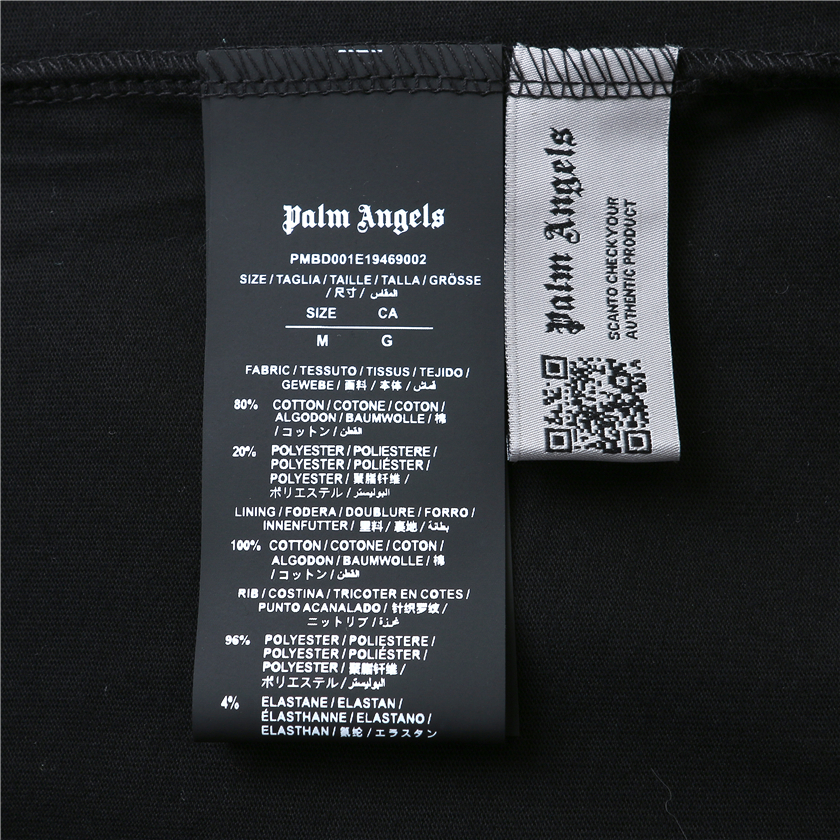 Palm Angels
PMBD001E19469002
SIZE / TAGLIA / TAILLE / TALLA / GRÖSSE
/ 尺寸 / المقاس
SIZE CA
M G
FABRIC / TESSUTO / TISSUS / TEJIDO /
GEWEBE / 面料 / 本体 / قماش
80% COTTON / COTONE / COTON /
ALGODON / BAUMWOLLE / 棉
/ コットン / القطن
20% POLYESTER / POLIESTERE /
POLYESTER / POLIÉSTER /
POLYESTER / 聚脂纤维 /
ポリエステル / البوليستر
LINING / FODERA / DOUBLURE / FORRO /
INNENFUTTER / 里料 / 裏地 / بطانة
100% COTTON / COTONE / COTON /
ALGODON / BAUMWOLLE / 棉
/ コットン / القطن
RIB / COSTINA / TRICOTER EN COTES /
PUNTO ACANALADO / 针织罗纹 /
ニットリブ /
96% POLYESTER / POLIESTERE /
POLYESTER / POLIÉSTER /
POLYESTER / 聚脂纤维 /
ポリエステル / البوليستر
4% ELASTANE / ELASTAN /
ÉLASTHANNE / ELASTANO /
ELASTHAN / 氨纶 / エラスタン
Palm Angels
SCANTO CHECKYOUR
AUTHENTIC PRODUCT